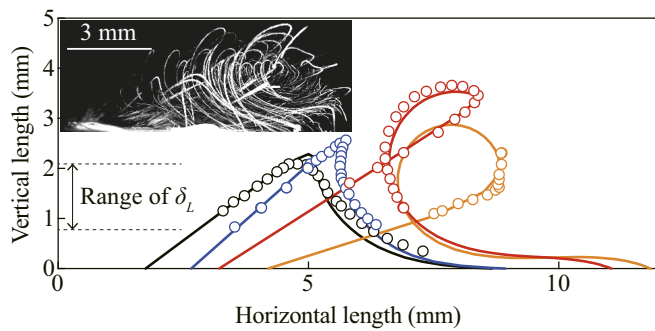 5
3 mm
4
3
2
Range of δL
1
0
0
5
10
Vertical length (mm)
Horizontal length (mm)